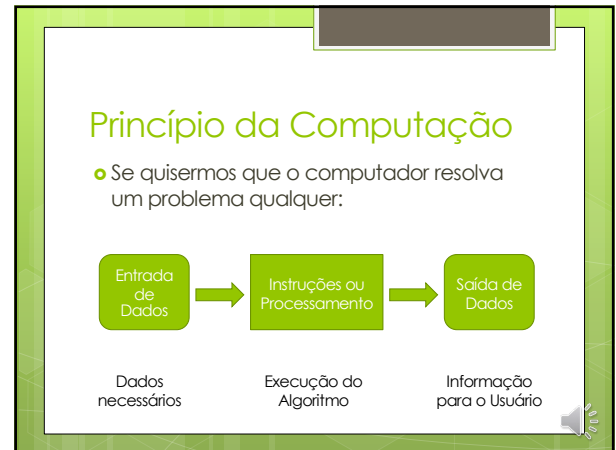 Princípio da Computação
Se quisermos que o computador resolva
um problema qualquer:
Entrada
de
Dados
Instruções ou
Processamento
Saída de
Dados
Dados
necessários
Execução do
Algoritmo
Informação
para o Usuário